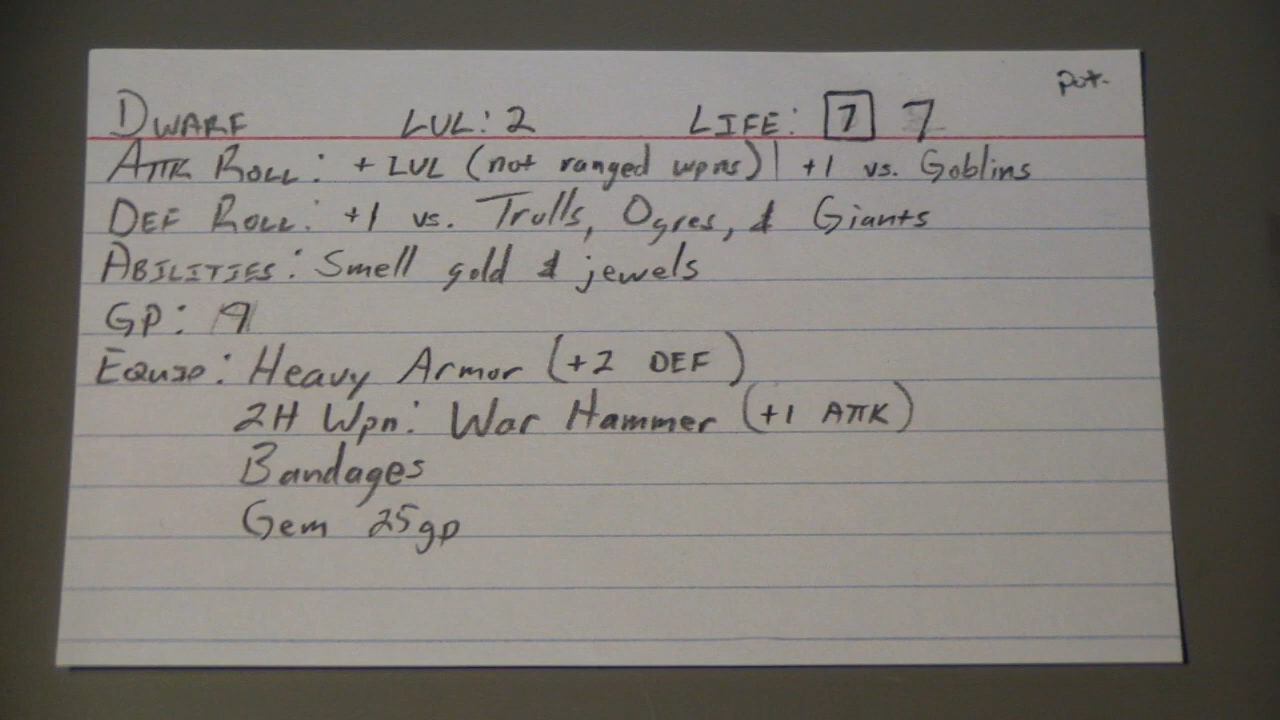 pot.
DWARF LVL: 2 LIFE: 7 7
ATTK ROLL: + LVL (not ranged wpns) | +1 vs. Goblins
DEF ROLL: +1 vs. Trolls, Ogres, & Giants
ABILITIES: Smell gold & jewels
GP: 9
EQUIP: Heavy Armor (+2 DEF)
2H Wpn: War Hammer (+1 ATTK)
Bandages
Gem 25gp